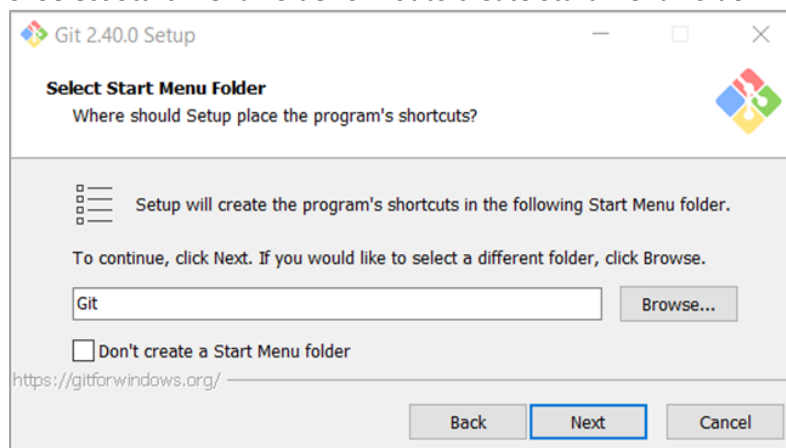 Git 2.40.0 Setup
Select Start Menu Folder
Where should Setup place the program's shortcuts?
Setup will create the program's shortcuts in the following Start Menu folder.
To continue, click Next. If you would like to select a different folder, click Browse.
Git
Browse...
Don't create a Start Menu folder
https://gitforwindows.org/
Back
Next
Cancel